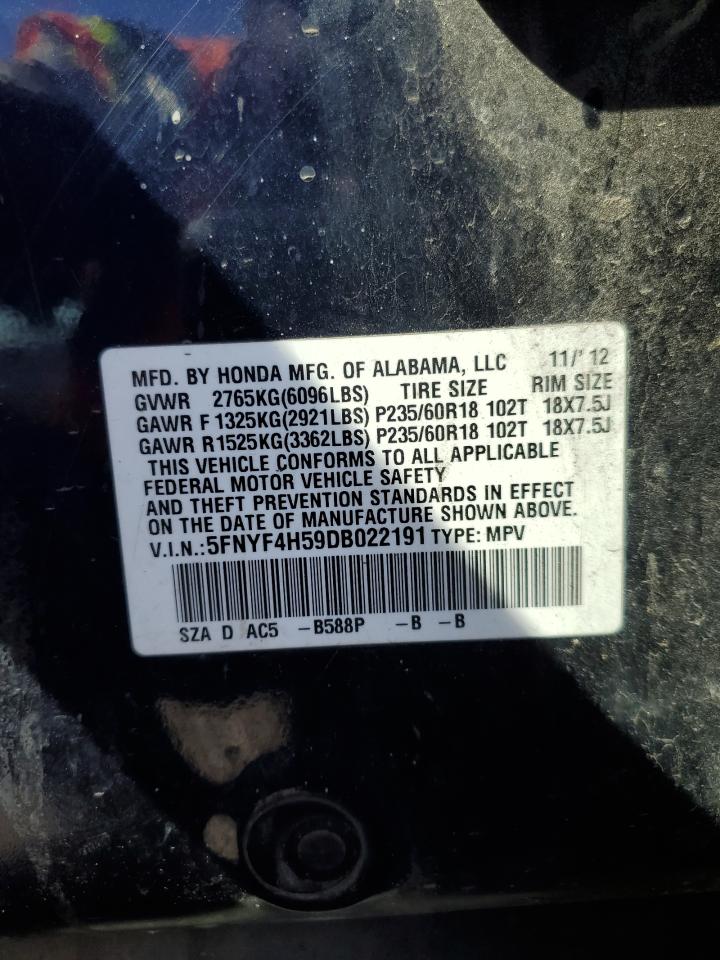 MFD. BY HONDA MFG. OF ALABAMA, LLC 11/'12
GVWR 2765KG(6096LBS) TIRE SIZE RIM SIZE
GAWR F 1325KG(2921LBS) P235/60R18 102T 18X7.5J
GAWR R1525KG(3362LBS) P235/60R18 102T 18X7.5J
THIS VEHICLE CONFORMS TO ALL APPLICABLE
FEDERAL MOTOR VEHICLE SAFETY
AND THEFT PREVENTION STANDARDS IN EFFECT
ON THE DATE OF MANUFACTURE SHOWN ABOVE.
V.I.N.:5FNYF4H59DB022191 TYPE: MPV
SZA D AC5 -B588P -B -B